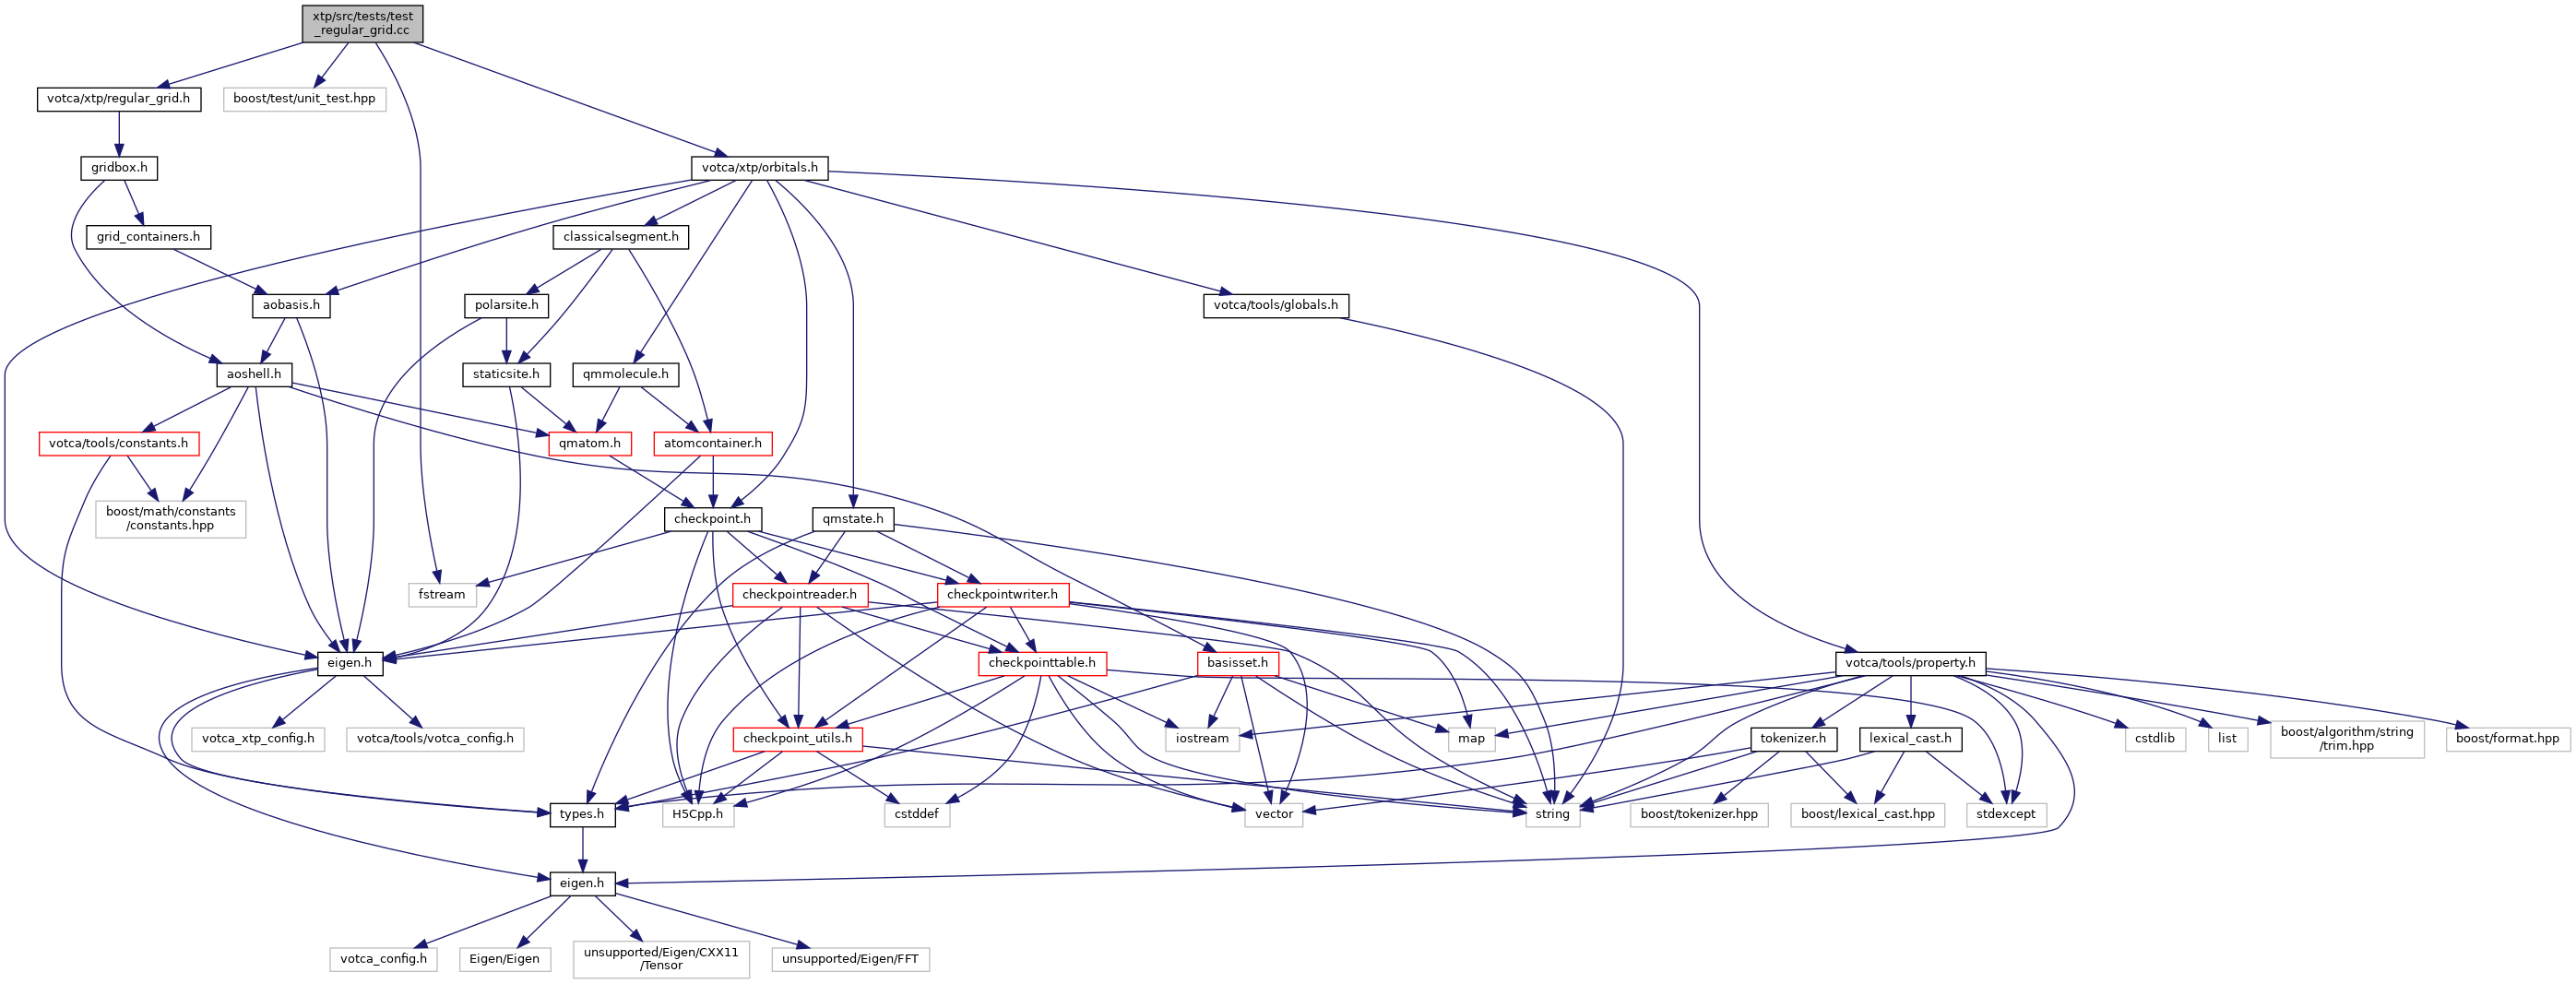 xtp/src/tests/test
_regular_grid.cc
votca/xtp/regular_grid.h
boost/test/unit_test.hpp
gridbox.h
votca/xtp/orbitals.h
grid_containers.h
classicalsegment.h
aobasis.h
polarsite.h
votca/tools/globals.h
aoshell.h
staticsite.h
qmmolecule.h
votca/tools/constants.h
qmatom.h
atomcontainer.h
boost/math/constants
/constants.hpp
checkpoint.h
qmstate.h
fstream
checkpointreader.h
checkpointwriter.h
eigen.h
checkpointtable.h
basisset.h
votca/tools/property.h
votca_xtp_config.h
votca/tools/votca_config.h
checkpoint_utils.h
iostream
map
tokenizer.h
lexical_cast.h
cstdlib
list
boost/algorithm/string
/trim.hpp
boost/format.hpp
types.h
H5Cpp.h
cstddef
vector
string
boost/tokenizer.hpp
boost/lexical_cast.hpp
stdexcept
eigen.h
votca_config.h
Eigen/Eigen
unsupported/Eigen/CXX11
/Tensor
unsupported/Eigen/FFT